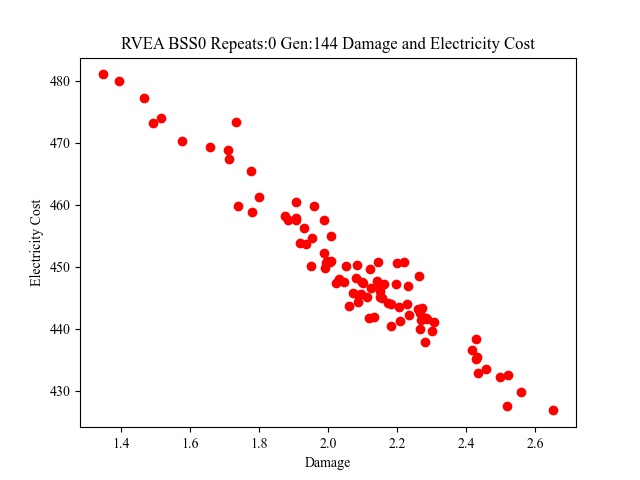 RVEA BSS0 Repeats:0 Gen:144 Damage and Electricity Cost
480
470
460
450
440
430
Electricity Cost
1.4 1.6 1.8 2.0 2.2 2.4 2.6
Damage